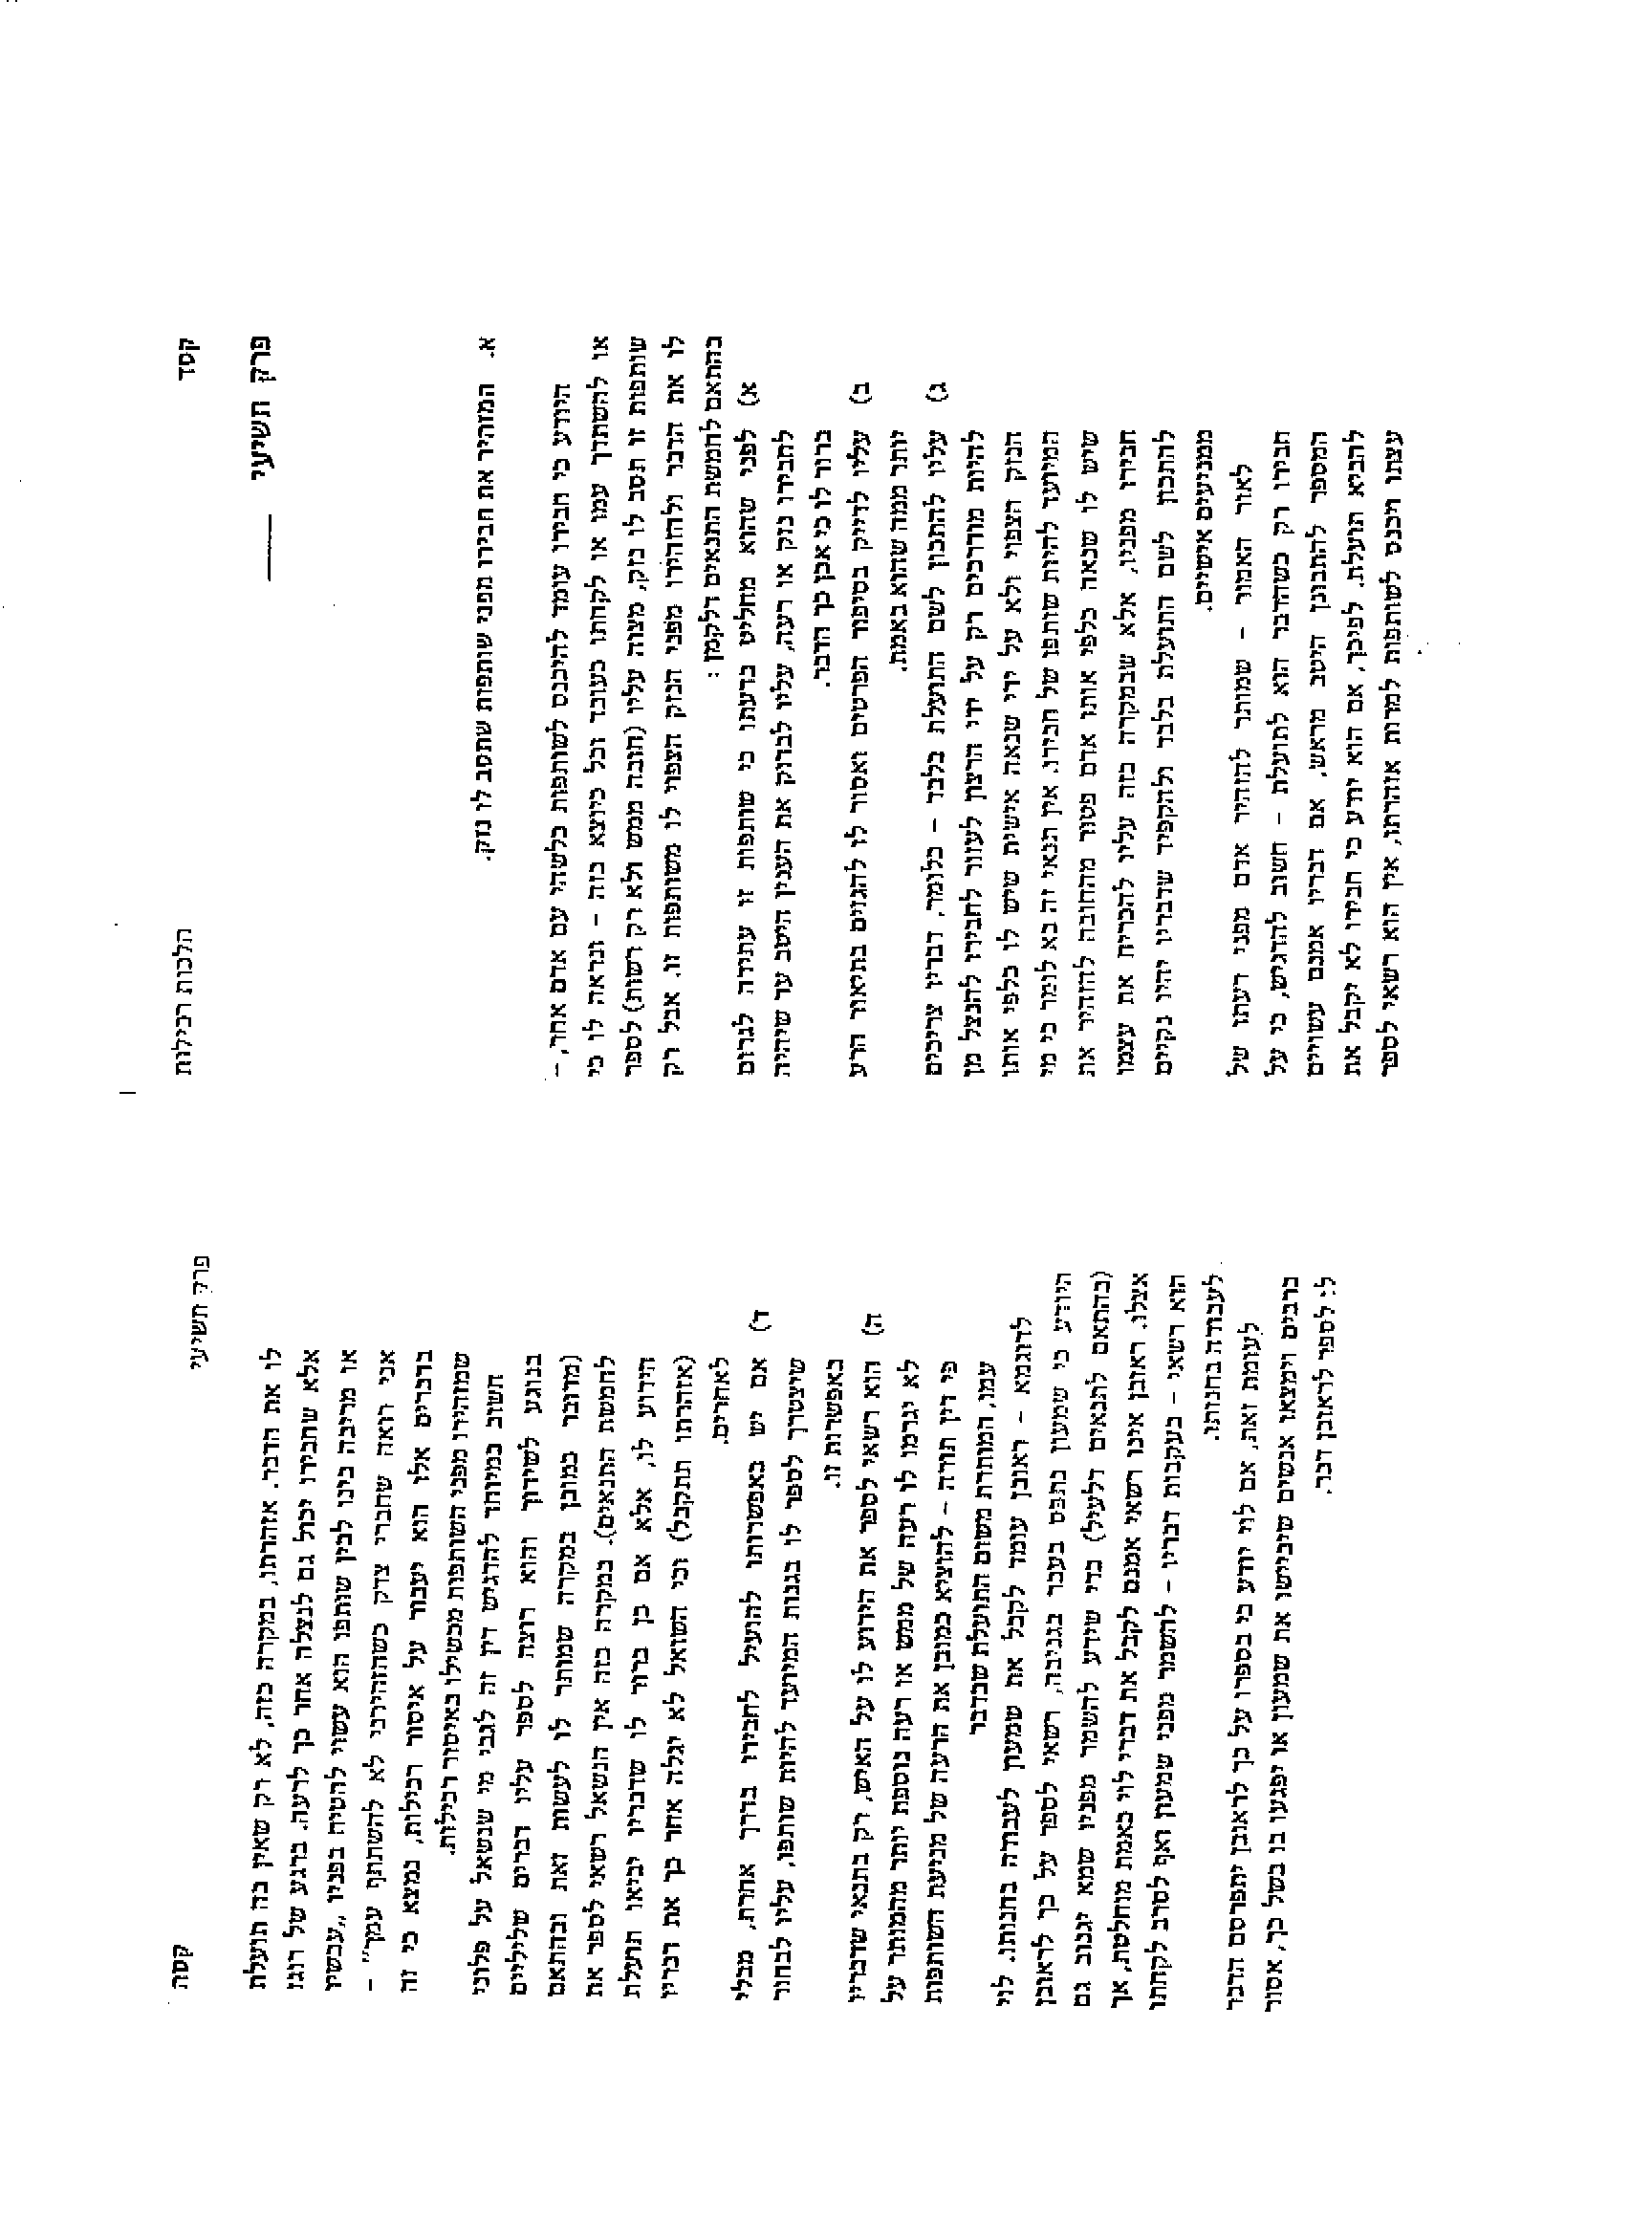 קסד
הלכות רכילות
פרק תשיעי
א. המזהיר את חבירו מפני שותפות שתסב לו נזק.
היודע כי חבירו עומד להיכנס לשותפות כלשהי עם אדם אחר, –
או להשתדך עמו או לקחתו כעובד וכל כיוצא בזה – ונראה לו כי
שותפות זו תסב לו נזק, מצוה עליו (חובה ממש ולא רק רשות) לספר
לו את הדבר ולהזהירו מפני הנזק הצפוי לו משותפות זו. אבל רק
בהתאם לחמשת התנאים דלקמן :
א) לפני שהוא מחליט בדעתו כי שותפות זו עתידה לגרום
לחבירו נזק או רעה, עליו לבדוק את הענין היטב עד שיהיה
ברור לו כי אכן כך הדבר.
ב) עליו לדייק בסיפור הפרטים ואסור לו להגזים בתיאור הרע
יותר ממה שהוא באמת.
ג) עליו להתכוון לשם התועלת בלבד – כלומר, דבריו צריכים
להיות מודרכים רק על ידי הרצון לעזור לחבירו להנצל מן
הנזק הצפוי ולא על ידי שנאה אישית שיש לו כלפי אותו
המיועד להיות שותפו של חבירו. אין תנאי זה בא לומר כי מי
שיש לו שנאה כלפי אותו אדם פטור מהחובה להזהיר את
חבירו מפניו, אלא שבמקרה כזה עליו להכריח את עצמו
להתכוון לשם התועלת בלבד ולהקפיד שדבריו יהיו נקיים
ממניעים אישיים.
לאור האמור – שמותר להזהיר אדם מפני רעתו של
חבירו רק כשהדבר הוא לתועלת – חשוב להדגיש, כי על
המספר להתבונן היטב מראש, אם דבריו אמנם עשויים
להביא תועלת. לפיכך, אם הוא יודע כי חבירו לא יקבל את
עצתו ויכנס לשותפות למרות אזהרתו, אין הוא רשאי לספר
פרק תשיעי
קסה
לו את הדבר. אזהרתו, במקרה כזה, לא רק שאין בה תועלת
אלא שחבירו יכול גם לנצלה אחר כך לרעה. ברגע של רוגז
או מריבה בינו לבין שותפו הוא עשוי להטיח בפניו „עכשיו
אני רואה שחברי צדק כשהזהירני לא להשתתף עמך" –
בדברים אלו הוא יעבור על איסור רכילות, נמצא כי זה
שמזהירו מפני השותפות מכשילו באיסור רכילות.
חשוב במיוחד להדגיש דין זה לגבי מי שנשאל על פלוני
בנוגע לשידוך והוא רוצה לספר עליו דברים שליליים
(מדובר כמובן במקרה שמותר לו לעשות זאת ובהתאם
לחמשת התנאים). במקרה כזה אין הנשאל רשאי לספר את
הידוע לו, אלא אם כן ברור לו שדבריו יביאו תועלת
(אזהרתו תתקבל) וכי השואל לא יגלה אחר כך את דבריו
לאחרים.
ד) אם יש באפשרותו להועיל לחבירו בדרך אחרת, מבלי
שיצטרך לספר לו בגנות המיועד להיות שותפו, עליו לבחור
באפשרות זו.
ה) הוא רשאי לספר את הידוע לו על האיש, רק בתנאי שדבריו
לא יגרמו לו רעה של ממש או רעה נוספת יותר מהמותר על
פי דין תורה – להוציא כמובן את הרעה של מניעת השותפות
עמו, המותרת משום התועלת שבדבר
לדוגמא – ראובן עומד לקבל את שמעון לעבודה בחנותו. לוי
היודע כי שמעון נתפס בעבר בגניבה, רשאי לספר על כך לראובן
(בהתאם לתנאים דלעיל) כדי שידע להשמר מפניו שמא יגנוב גם
אצלו. ראובן אינו רשאי אמנם לקבל את דברי לוי כאמת מוחלטת, אך
הוא רשאי – בעקבות דבריו – להשמר מפני שמעון ואף לסרב לקחתו
לעבודה בחנותו.
לעומת זאת, אם לוי יודע כי בספרו על כך לראובן יתפרסם הדבר
ברבים וימצאו אנשים שיביישו את שמעון או יפגעו בו בשל כך, אסור
לו לספר לראובן דבר.